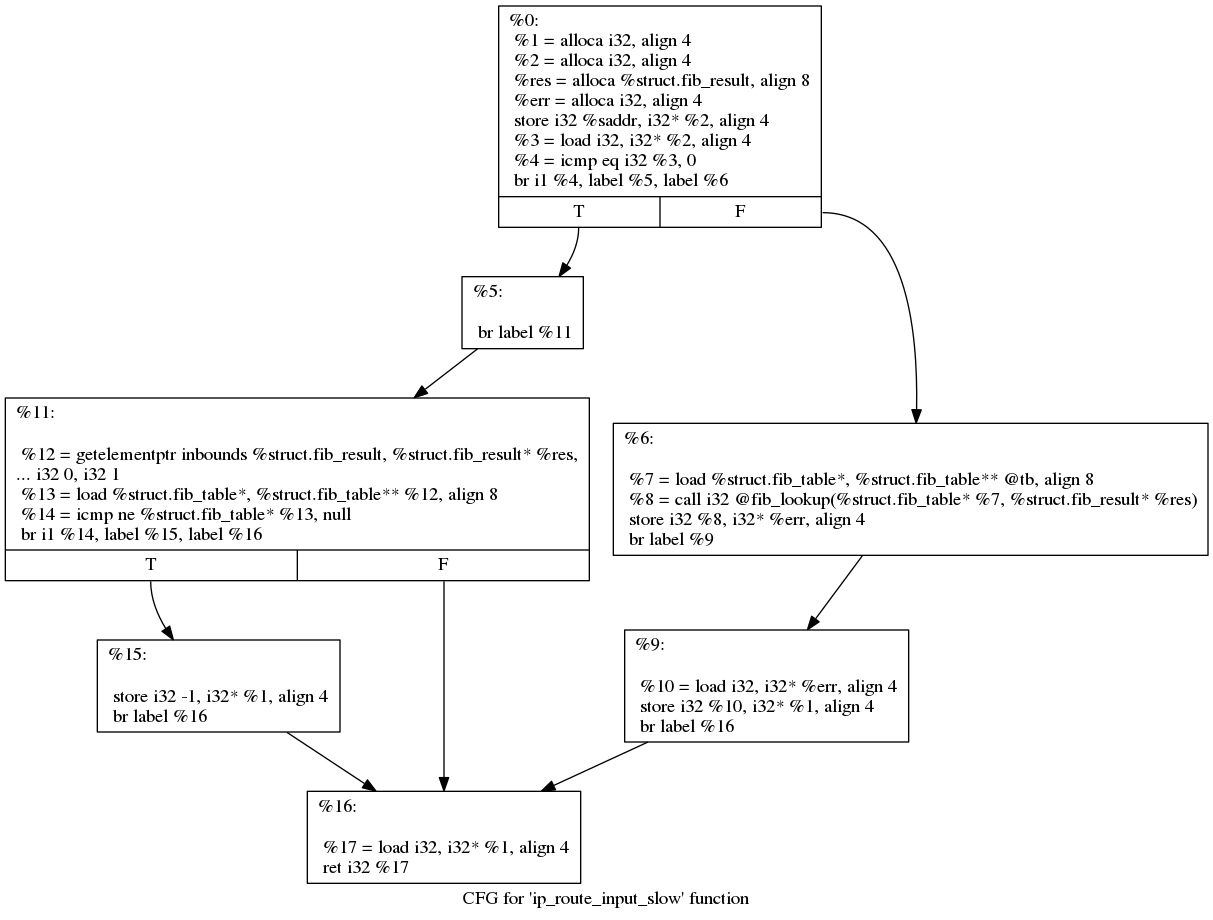 %0:
%1 = alloca i32, align 4
%2 = alloca i32, align 4
%res = alloca %struct.fib_result, align 8
%err = alloca i32, align 4
store i32 %saddr, i32* %2, align 4
%3 = load i32, i32* %2, align 4
%4 = icmp eq i32 %3, 0
br i1 %4, label %5, label %6
T
F
%5:
br label %11
%11:
%12 = getelementptr inbounds %struct.fib_result, %struct.fib_result* %res,
... i32 0, i32 1
%13 = load %struct.fib_table*, %struct.fib_table** %12, align 8
%14 = icmp ne %struct.fib_table* %13, null
br i1 %14, label %15, label %16
T
F
%6:
%7 = load %struct.fib_table*, %struct.fib_table** @tb, align 8
%8 = call i32 @fib_lookup(%struct.fib_table* %7, %struct.fib_result* %res)
store i32 %8, i32* %err, align 4
br label %9
%15:
store i32 -1, i32* %1, align 4
br label %16
%9:
%10 = load i32, i32* %err, align 4
store i32 %10, i32* %1, align 4
br label %16
%16:
%17 = load i32, i32* %1, align 4
ret i32 %17
CFG for 'ip_route_input_slow' function